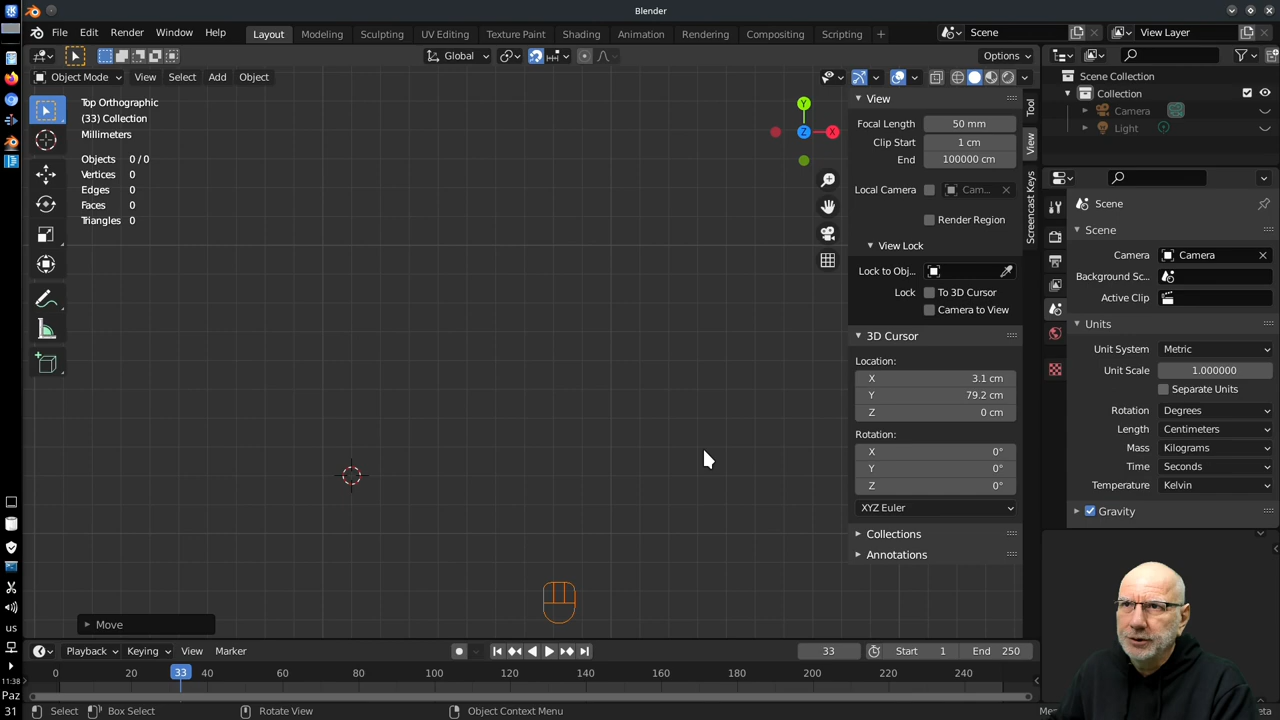 Blender
File Edit Render Window Help
Layout Modeling Sculpting UV Editing Texture Paint Shading Animation Rendering Compositing Scripting
Scene
View Layer
Global
Options
Object Mode View Select Add Object
Top Orthographic
(33) Collection
Millimeters
Objects 0 / 0
Vertices 0
Edges 0
Faces 0
Triangles 0
Y
Z
X
View
Focal Length 50 mm
Clip Start 1 cm
End 100000 cm
Local Camera Cam...
Render Region
View Lock
Lock to Obj...
Lock To 3D Cursor
Camera to View
3D Cursor
Location:
X 3.1 cm
Y 79.2 cm
Z 0 cm
Rotation:
X 0°
Y 0°
Z 0°
XYZ Euler
Collections
Annotations
Tool
View
Screencast Keys
Scene Collection
Collection
Camera
Light
Scene
Scene
Camera Camera
Background Sc...
Active Clip
Units
Unit System Metric
Unit Scale 1.000000
Separate Units
Rotation Degrees
Length Centimeters
Mass Kilograms
Time Seconds
Temperature Kelvin
Gravity
Move
Playback Keying View Marker
33
Start 1
End 250
0 20 33 40 60 80 100 120 140 160 180 200 220 240
us
11:38
Paz
31
Select Box Select Rotate View Object Context Menu